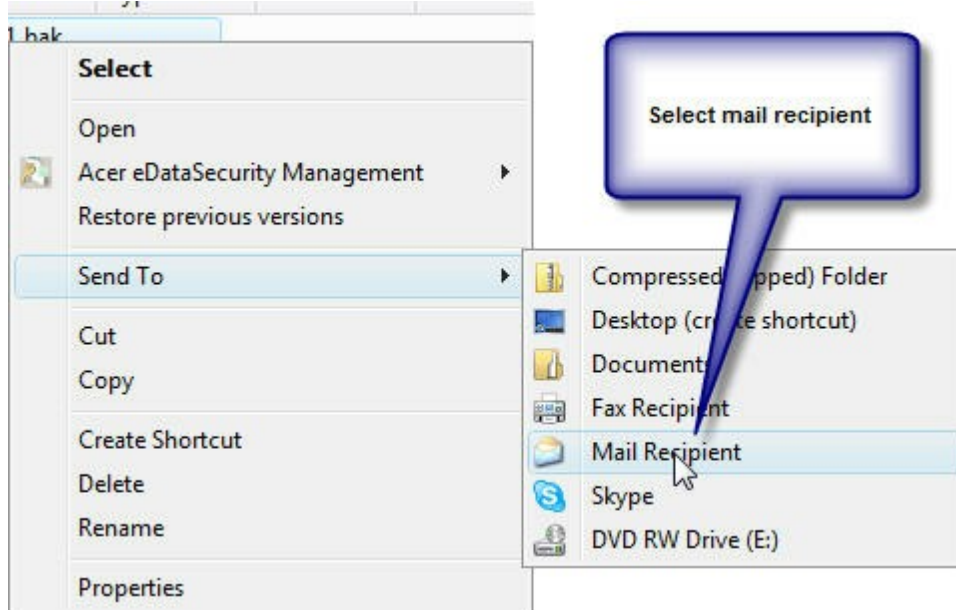 1.bak
Select
Open
Acer eDataSecurity Management
Restore previous versions
Send To
Cut
Copy
Create Shortcut
Delete
Rename
Properties
Select mail recipient
Compressed pped) Folder
Desktop (cr te shortcut)
Documents
Fax Recipient
Mail Recipient
Skype
DVD RW Drive (E:)